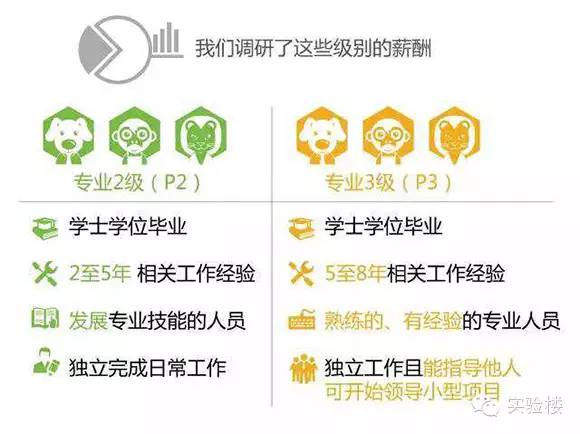 我们调研了这些级别的薪酬
专业2级（P2）
学士学位毕业
2至5年 相关工作经验
发展专业技能的人员
独立完成日常工作
专业3级（P3）
学士学位毕业
5至8年相关工作经验
熟练的、有经验的专业人员
独立工作且能指导他人
可开始领导小型项目
实验楼